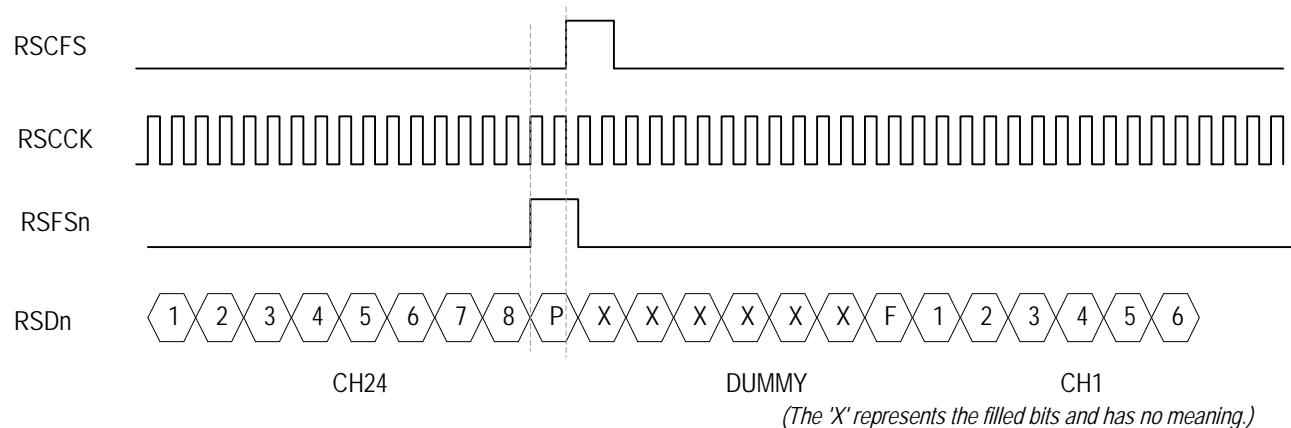 RSCFS
RSCCK
RSFSn
RSDn 1 2 3 4 5 6 7 8 P X X X X X X F 1 2 3 4 5 6
CH24 DUMMY CH1
(The 'X' represents the filled bits and has no meaning.)